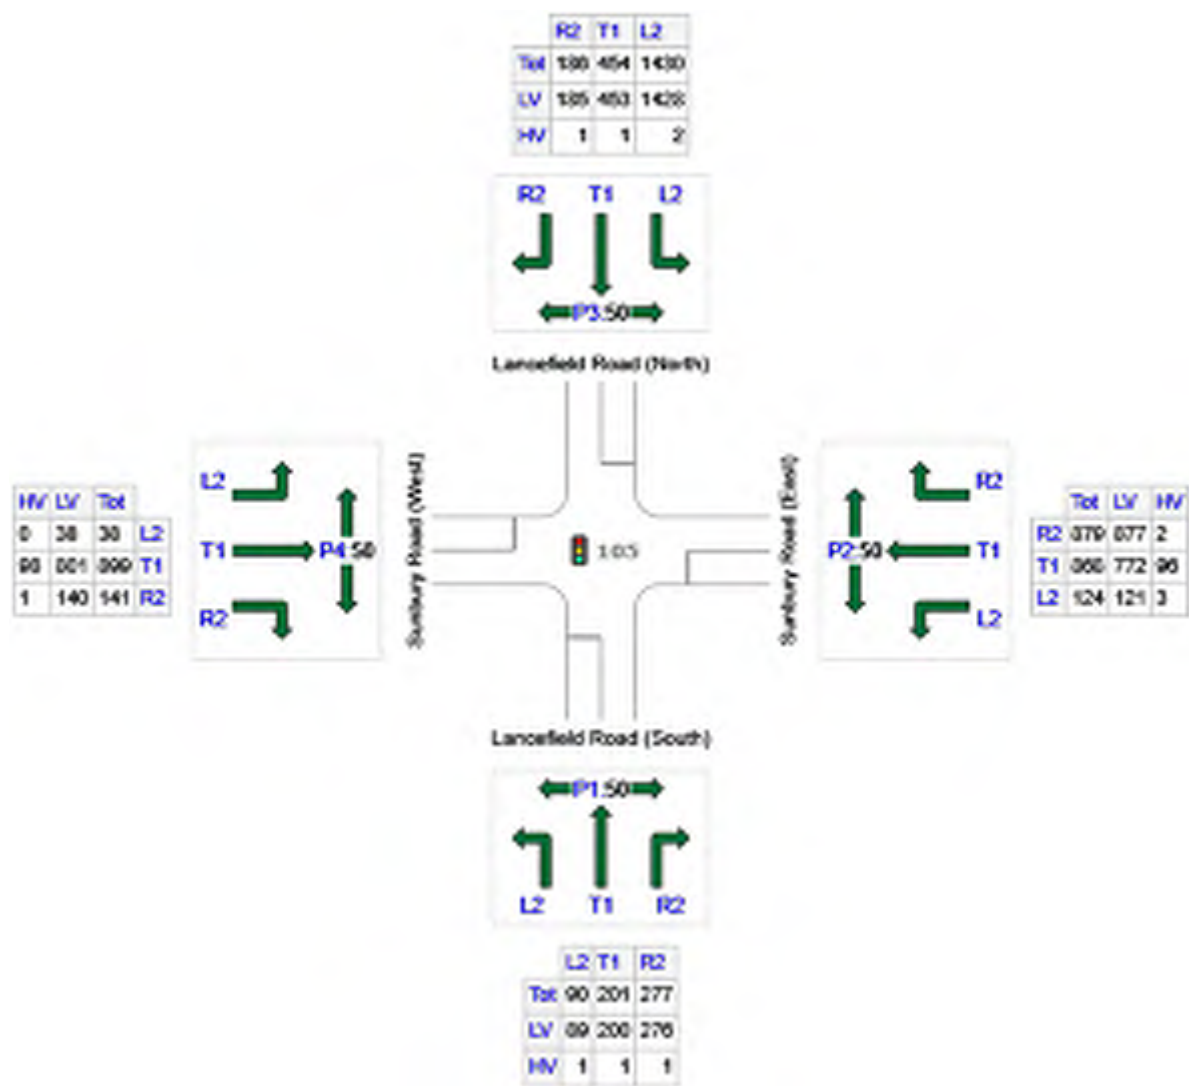 R2 T1 L2
Tot 186 454 1430
LV 185 453 1428
HV 1 1 2
R2 T1 L2
P3:50
Lancefield Road (North)
HV LV Tot
0 38 38 L2
98 801 899 T1
1 140 141 R2
L2
T1
R2
P4:50
Sunbury Road (West)
105
Sunbury Road (East)
P2:50
R2
T1
L2
Tot LV HV
R2 879 877 2
T1 868 772 96
L2 124 121 3
Lancefield Road (South)
P1:50
L2 T1 R2
L2 T1 R2
Tot 90 201 277
LV 89 200 276
HV 1 1 1